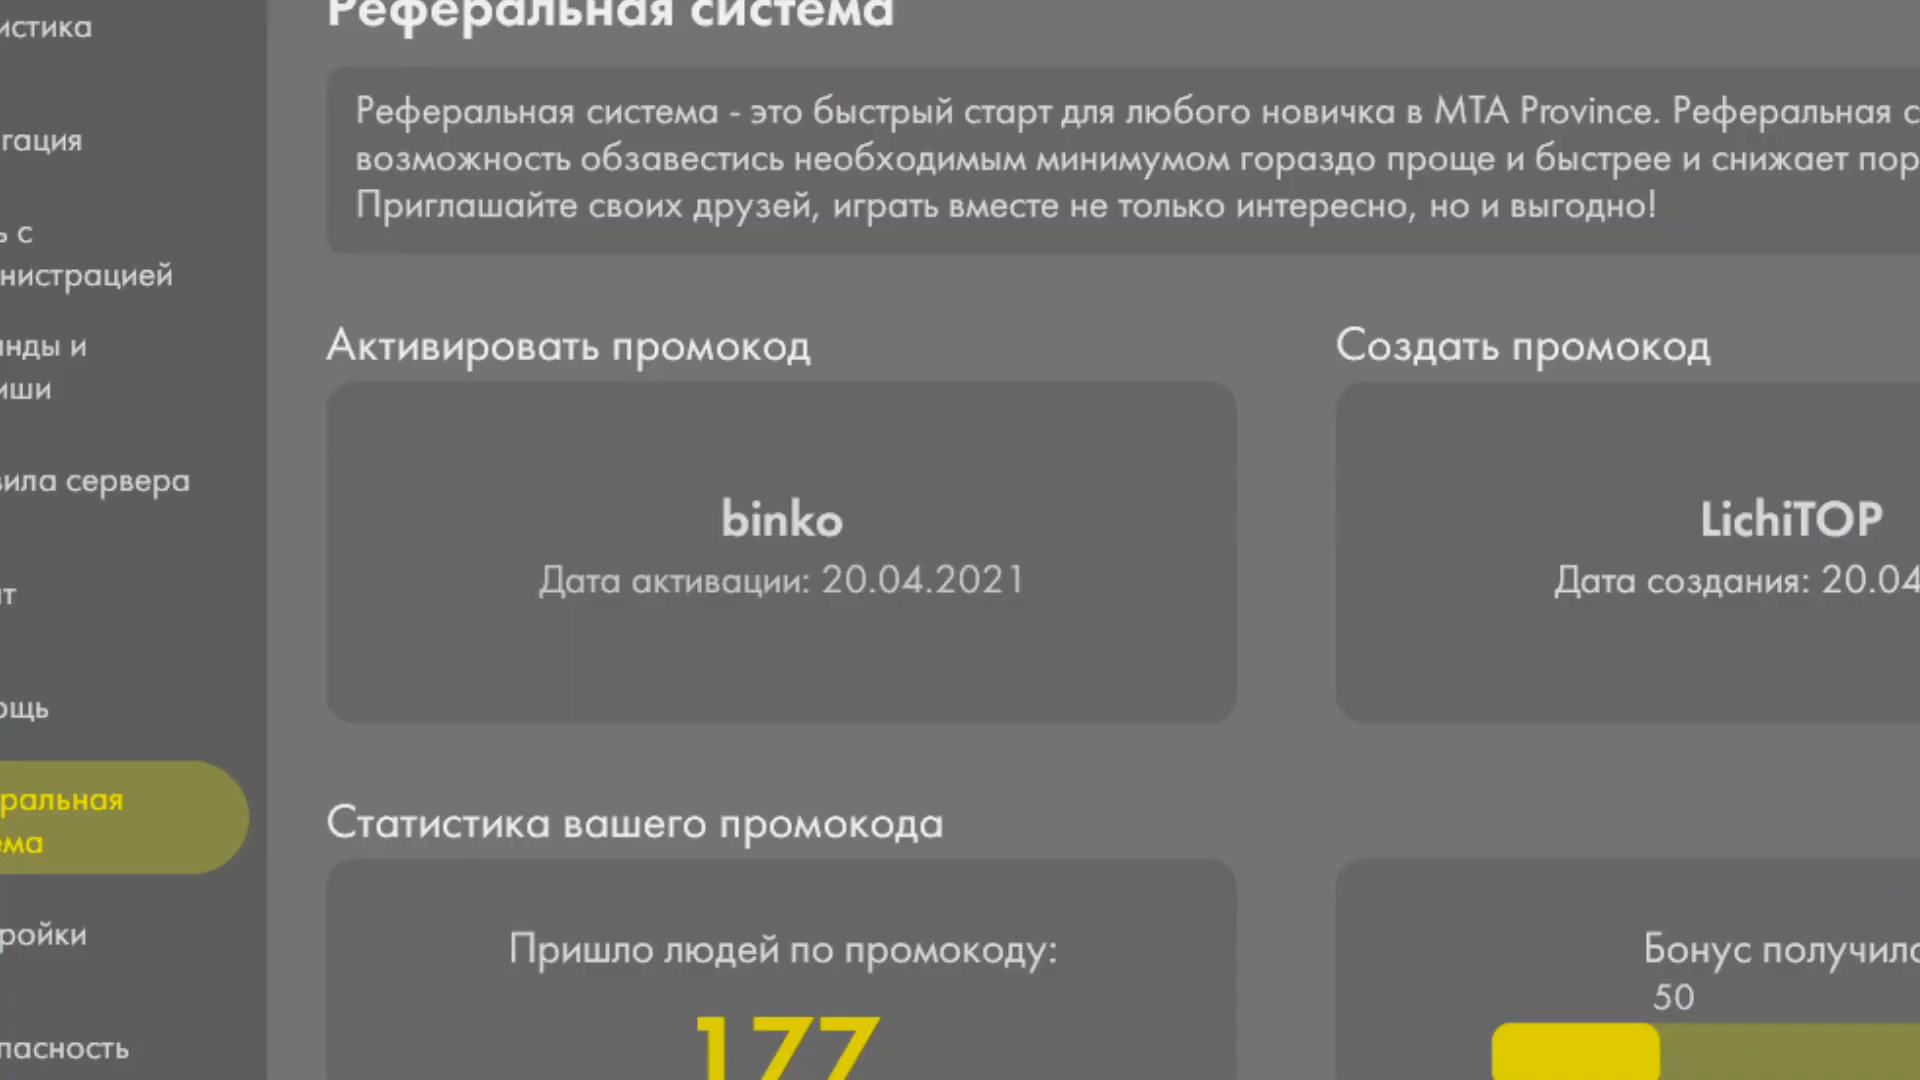 Реферальная система
истика
Реферальная система - это быстрый старт для любого новичка в MTA Province. Реферальная с
гация
возможность обзавестись необходимым минимумом гораздо проще и быстрее и снижает пор
Приглашайте своих друзей, играть вместе не только интересно, но и выгодно!
ь с
нистрацией
анды и
иши
Активировать промокод
Создать промокод
вила сервера
binko
Дата активации: 20.04.2021
LichiTOP
Дата создания: 20.04
ат
ощь
ральная
ема
Статистика вашего промокода
ройки
Пришло людей по промокоду:
177
Бонус получило
50
пасность